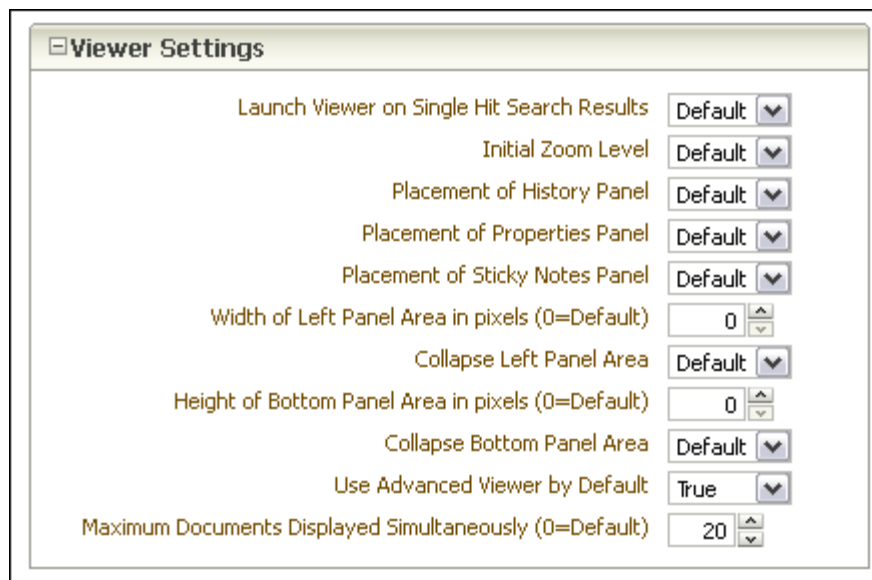 Viewer Settings
Launch Viewer on Single Hit Search Results Default
Initial Zoom Level Default
Placement of History Panel Default
Placement of Properties Panel Default
Placement of Sticky Notes Panel Default
Width of Left Panel Area in pixels (0=Default) 0
Collapse Left Panel Area Default
Height of Bottom Panel Area in pixels (0=Default) 0
Collapse Bottom Panel Area Default
Use Advanced Viewer by Default True
Maximum Documents Displayed Simultaneously (0=Default) 20